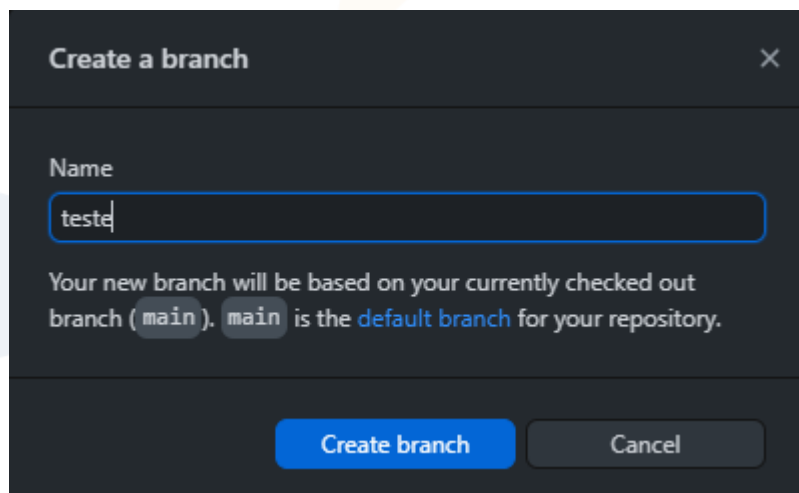 Create a branch
Name
teste
Your new branch will be based on your currently checked out
branch (main). main is the default branch for your repository.
Create branch
Cancel